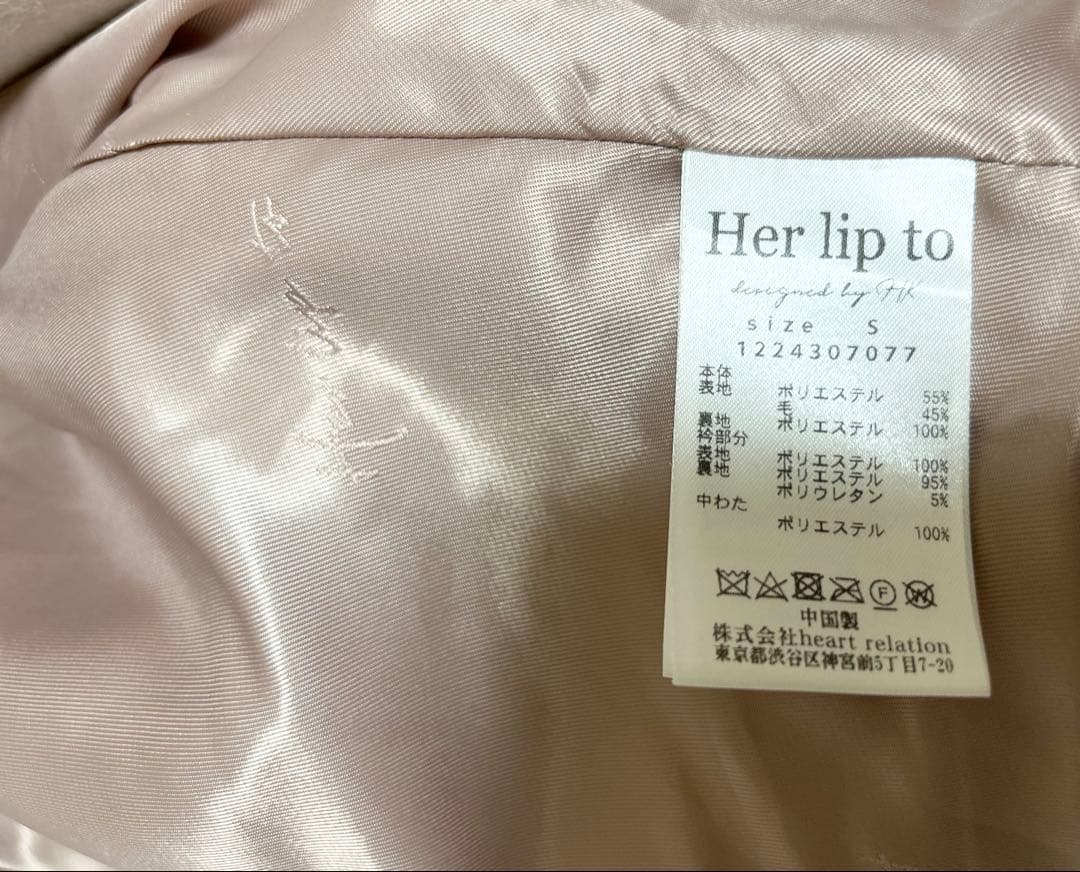 Her lip to
designed by HK
size S
1224307077
本体
表地 ポリエステル 55%
毛 45%
裏地 ポリエステル 100%
衿部分
表地 ポリエステル 100%
裏地 ポリエステル 95%
ポリウレタン 5%
中わた
ポリエステル 100%
F W
中国製
株式会社heart relation
東京都渋谷区神宮前5丁目7-20